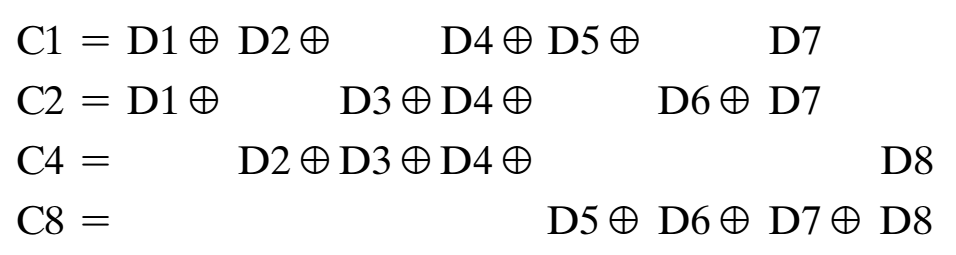 C1 = D1 ⊕ D2 ⊕ D4 ⊕ D5 ⊕ D7
C2 = D1 ⊕ D3 ⊕ D4 ⊕ D6 ⊕ D7
C4 = D2 ⊕ D3 ⊕ D4 ⊕ D8
C8 = D5 ⊕ D6 ⊕ D7 ⊕ D8